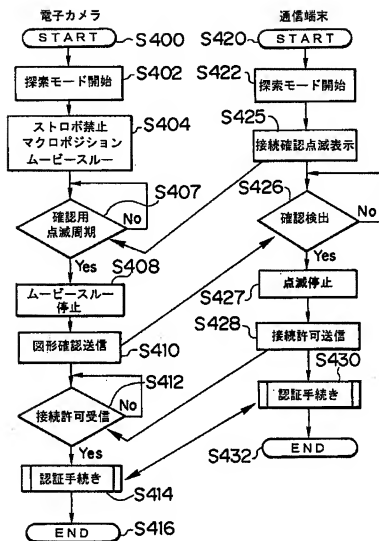 電子カメラ
START
S400
探索モード開始
S402
ストロボ禁止
マクロポジション
ムービースルー
S404
確認用
点滅周期
S407
No
Yes
ムービースルー
停止
S408
図形確認送信
S410
接続許可受信
S412
No
Yes
認証手続き
S414
END
S416
通信端末
S420
START
S422
探索モード開始
S425
接続確認点滅表示
S426
確認検出
No
Yes
点滅停止
S427
S428
接続許可送信
S430
認証手続き
S432
END